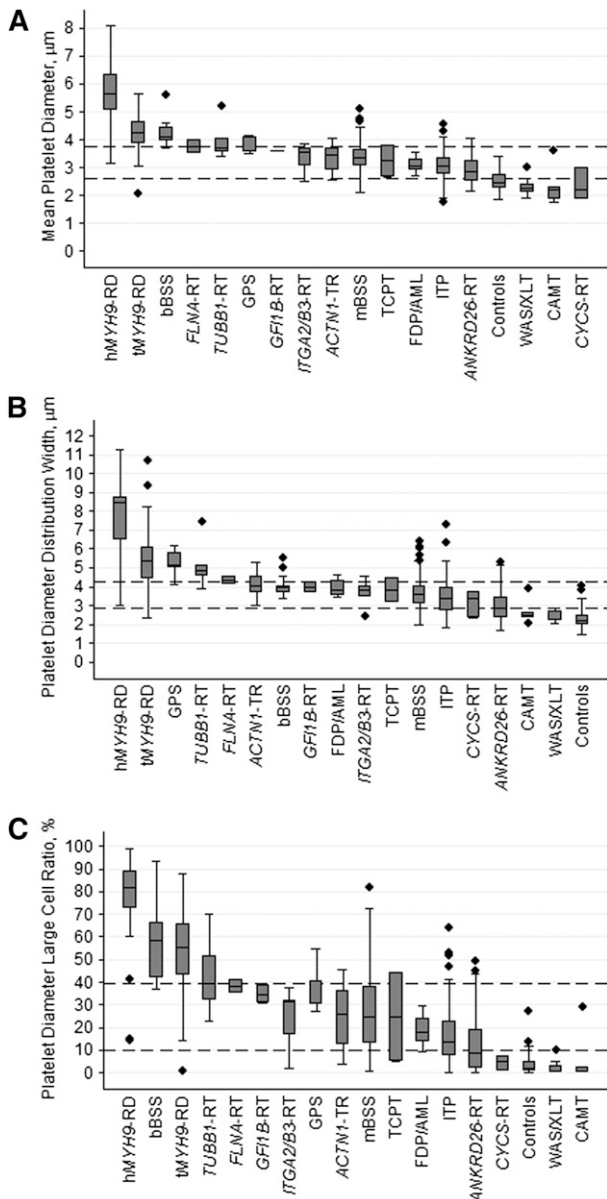 A
Mean Platelet Diameter, µm
8
7
6
5
4
3
2
1
0
hMYH9-RD
tMYH9-RD
bBSS
FLNA-RT
TUBB1-RT
GPS
GFI1B-RT
ITGA2/B3-RT
ACTN1-TR
mBSS
TCPT
FDP/AML
ITP
ANKRD26-RT
Controls
WAS/XLT
CAMT
CYCS-RT
B
Platelet Diameter Distribution Width, µm
12
11
10
9
8
7
6
5
4
3
2
1
0
hMYH9-RD
tMYH9-RD
GPS
TUBB1-RT
FLNA-RT
ACTN1-TR
bBSS
GFI1B-RT
FDP/AML
ITGA2/B3-RT
TCPT
mBSS
ITP
CYCS-RT
ANKRD26-RT
CAMT
WAS/XLT
Controls
C
Platelet Diameter Large Cell Ratio, %
100
90
80
70
60
50
40
30
20
10
0
hMYH9-RD
bBSS
tMYH9-RD
TUBB1-RT
FLNA-RT
GFI1B-RT
ITGA2/B3-RT
GPS
ACTN1-TR
mBSS
TCPT
FDP/AML
ITP
ANKRD26-RT
CYCS-RT
Controls
WAS/XLT
CAMT